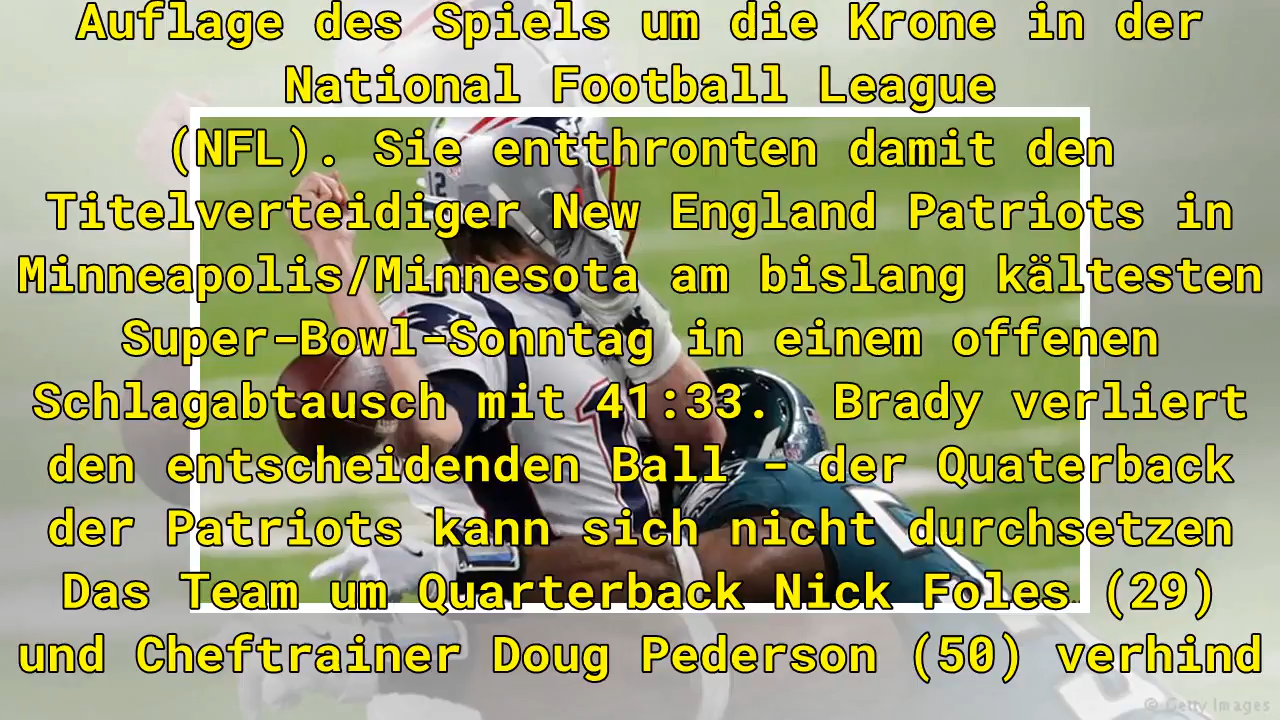 Auflage des Spiels um die Krone in der
National Football League
(NFL). Sie entthronten damit den
Titelverteidiger New England Patriots in
Minneapolis/Minnesota am bislang kältesten
Super-Bowl-Sonntag in einem offenen
Schlagabtausch mit 41:33.  Brady verliert
den entscheidenden Ball – der Quaterback
der Patriots kann sich nicht durchsetzen
Das Team um Quarterback Nick Foles (29)
und Cheftrainer Doug Pederson (50) verhind
12
© Getty Images